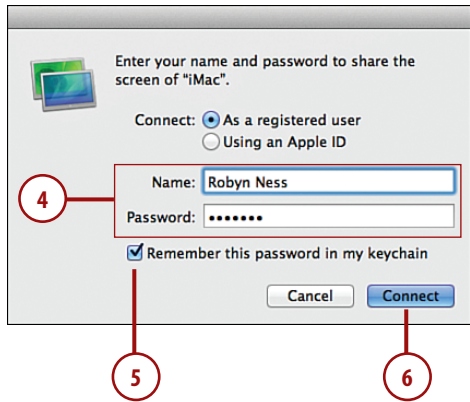 Enter your name and password to share the
screen of “iMac”.
Connect: As a registered user
Using an Apple ID
Name: Robyn Ness
4
Password: •••••••
Remember this password in my keychain
Cancel Connect
5 6